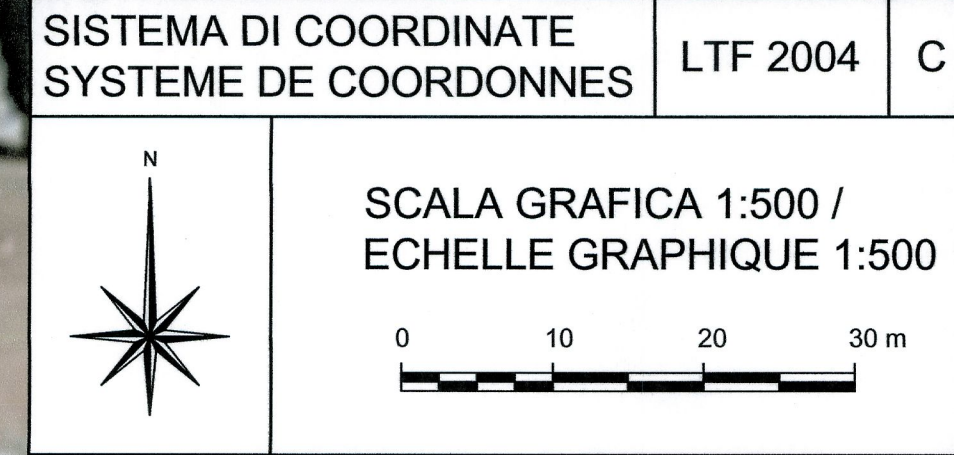 SISTEMA DI COORDINATE
SYSTEME DE COORDONNES
LTF 2004
C
N
SCALA GRAFICA 1:500 /
ECHELLE GRAPHIQUE 1:500
0 10 20 30 m